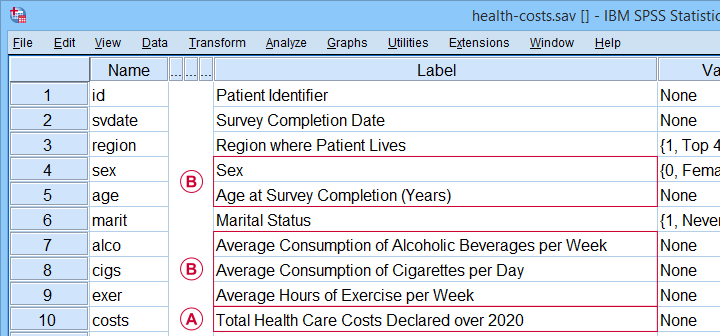 health-costs.sav [] - IBM SPSS Statistic
File Edit View Data Transform Analyze Graphs Utilities Extensions Window Help
Name ... ... ... Label Va
1 id Patient Identifier None
2 svdate Survey Completion Date None
3 region Region where Patient Lives {1, Top 4
4 sex Sex {0, Fema
B
5 age Age at Survey Completion (Years) None
6 marit Marital Status {1, Never
7 alco Average Consumption of Alcoholic Beverages per Week None
8 cigs B Average Consumption of Cigarettes per Day None
9 exer Average Hours of Exercise per Week None
10 costs A Total Health Care Costs Declared over 2020 None